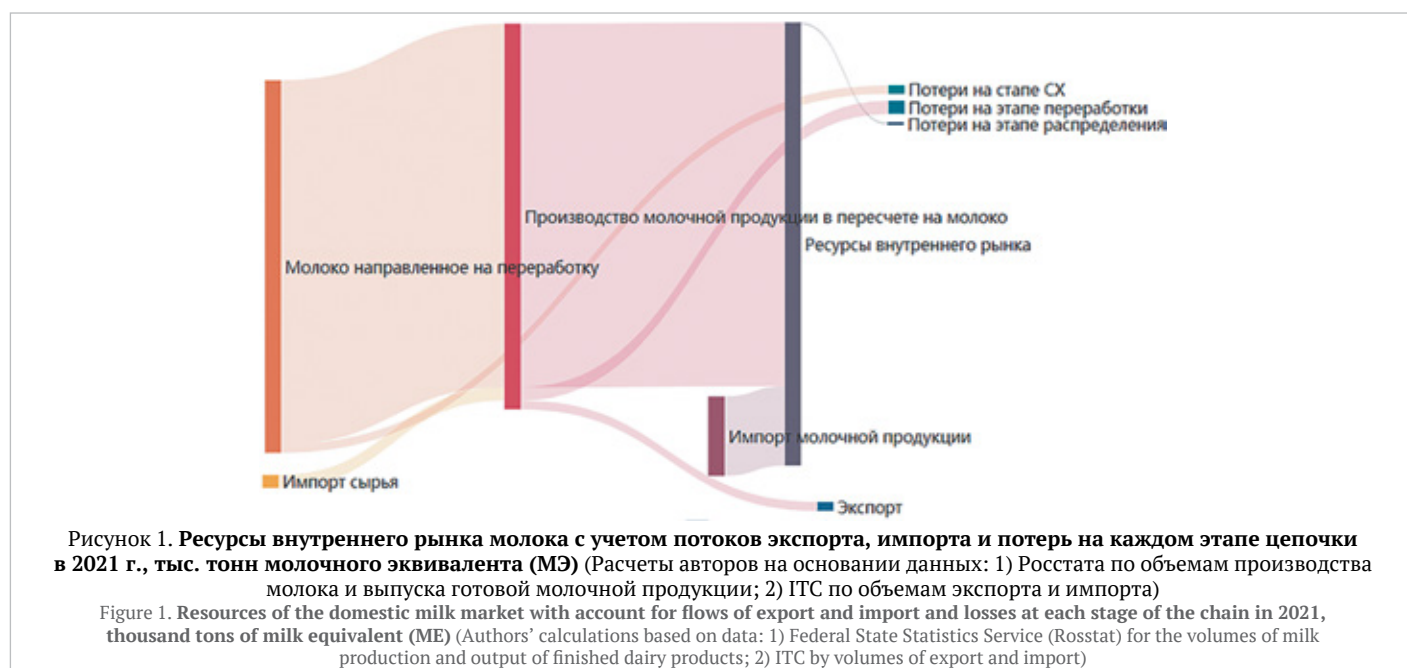 Потери на стапе СХ
Потери на этапе переработки
Потери на этапе распределения
Производство молочной продукции в пересчете на молоко
Ресурсы внутреннего рынка
Молоко направленное на переработку
Импорт молочной продукции
Импорт сырья
Экспорт
Рисунок 1. Ресурсы внутреннего рынка молока с учетом потоков экспорта, импорта и потерь на каждом этапе цепочки
в 2021 г., тыс. тонн молочного эквивалента (МЭ) (Расчеты авторов на основании данных: 1) Росстата по объемам производства
молока и выпуска готовой молочной продукции; 2) ITC по объемам экспорта и импорта)
Figure 1. Resources of the domestic milk market with account for flows of export and import and losses at each stage of the chain in 2021,
thousand tons of milk equivalent (ME) (Authors’ calculations based on data: 1) Federal State Statistics Service (Rosstat) for the volumes of milk
production and output of finished dairy products; 2) ITC by volumes of export and import)